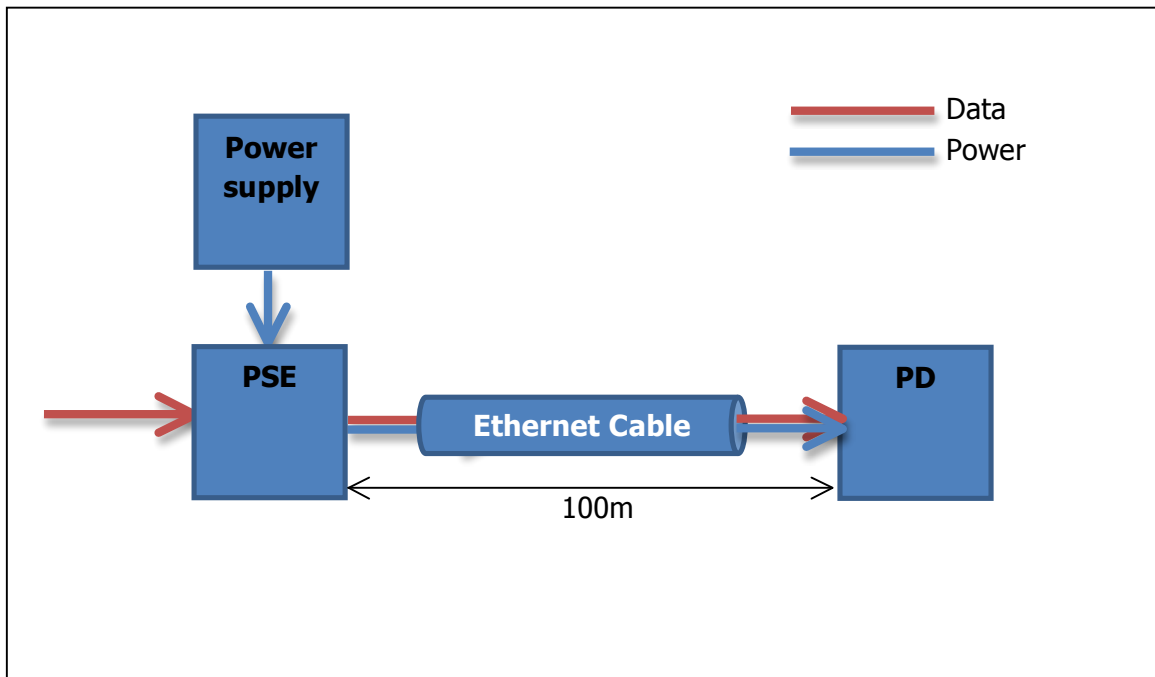 Data
Power
Power
supply
PSE
PD
Ethernet Cable
100m